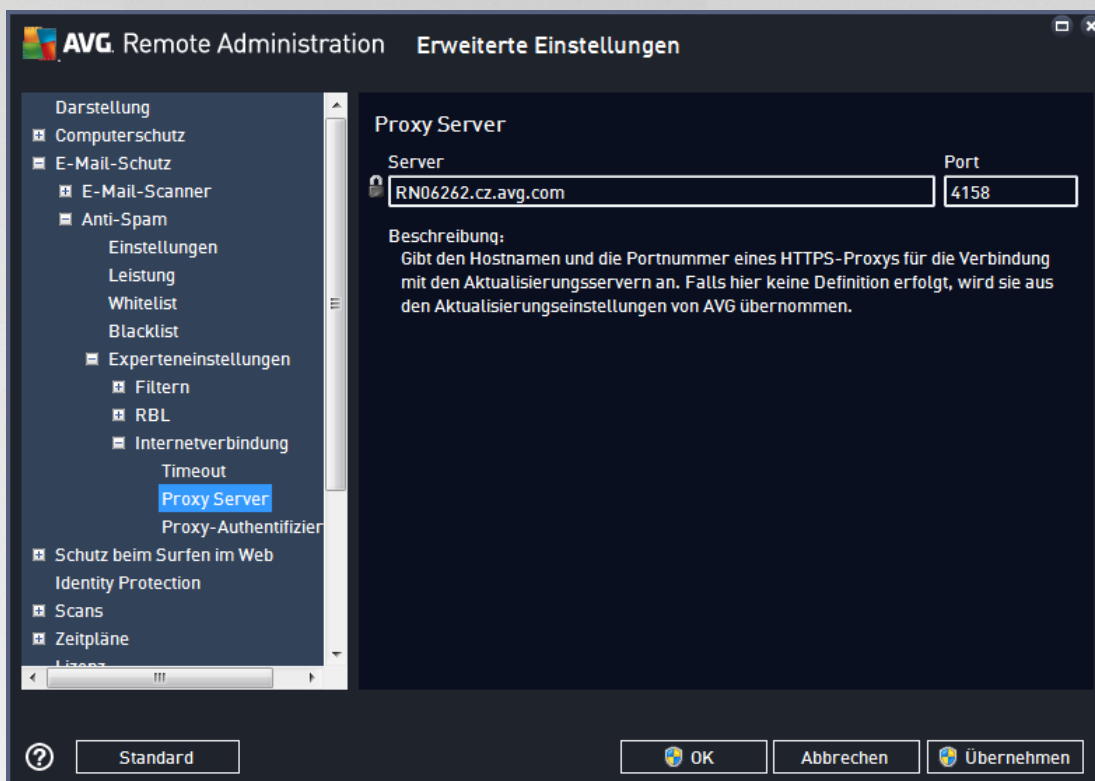 AVG. Remote Administration Erweiterte Einstellungen
Darstellung
Computerschutz
E-Mail-Schutz
E-Mail-Scanner
Anti-Spam
Einstellungen
Leistung
Whitelist
Blacklist
Experteneinstellungen
Filtern
RBL
Internetverbindung
Timeout
Proxy Server
Proxy-Authentifizier
Schutz beim Surfen im Web
Identity Protection
Scans
Zeitpläne
Lizenz
Proxy Server
Server Port
RN06262.cz.avg.com 4158
Beschreibung:
Gibt den Hostnamen und die Portnummer eines HTTPS-Proxys für die Verbindung
mit den Aktualisierungsservern an. Falls hier keine Definition erfolgt, wird sie aus
den Aktualisierungseinstellungen von AVG übernommen.
Standard OK Abbrechen Übernehmen